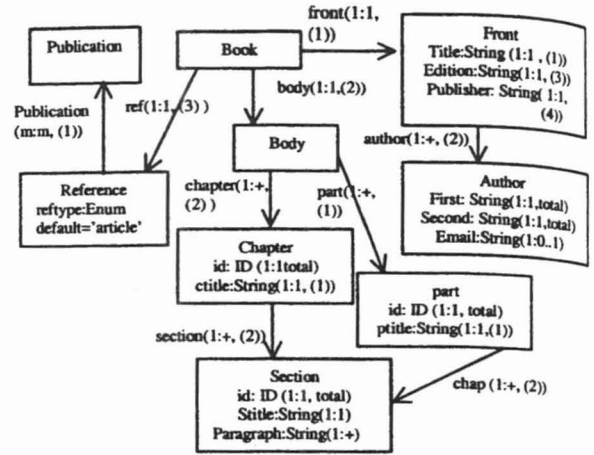 front(1:1,
(1))
Publication
Book
Front
Title:String (1:1 , (1))
Edition:String(1:1, (3))
Publisher: String( 1:1,
(4))
body(1:1,(2))
Publication
(m:m, (1))
ref(1:1, (3) )
author(1:+, (2))
Body
Reference
reftype:Enum
default='article'
chapter(1:+,
(2) )
part(1:+,
(1))
Author
First: String(1:1,total)
Second: String(1:1,total)
Email:String(1:0..1)
Chapter
id: ID (1:1total)
ctitle:String(1:1, (1))
part
id: ID (1:1, total)
ptitle:String(1:1,(1))
section(1:+, (2))
chap (1:+, (2))
Section
id: ID (1:1, total)
Stitle:String(1:1)
Paragraph:String(1:+)